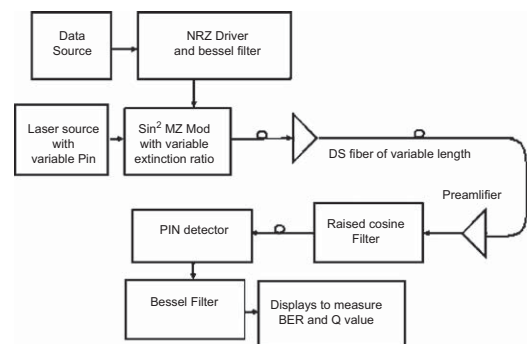 Data
Source
NRZ Driver
and bessel filter
Laser source
with
variable Pin
Sin² MZ Mod
with variable
extinction ratio
DS fiber of variable length
Preamlifier
Raised cosine
Filter
PIN detector
Bessel Filter
Displays to measure
BER and Q value